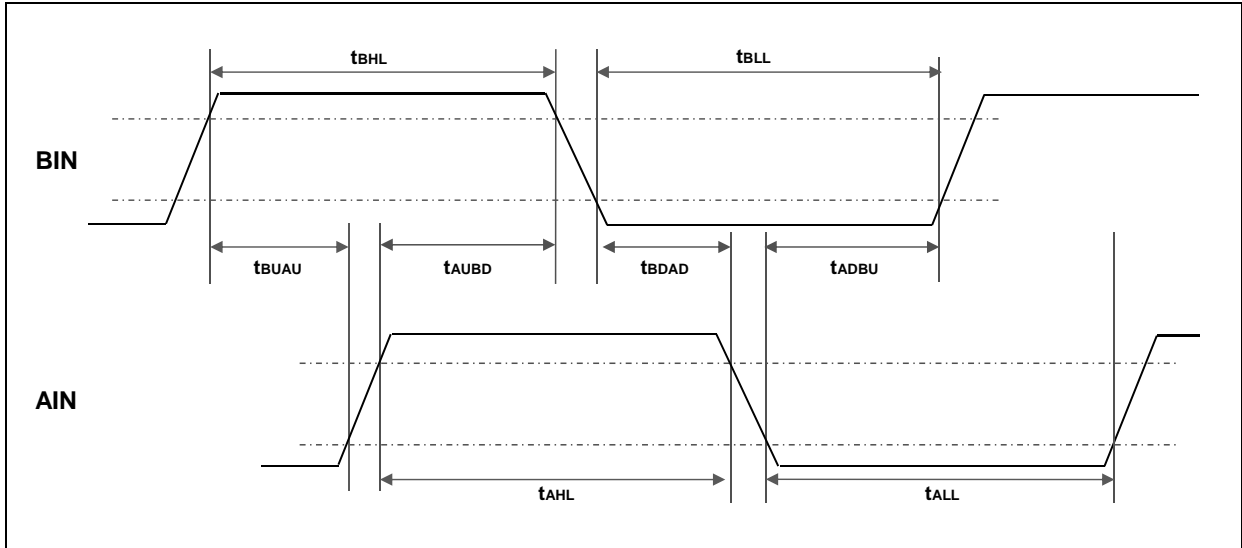 tBHL tBLL
BIN
tBUAU tAUBD tBDAD tADBU
AIN
tAHL tALL